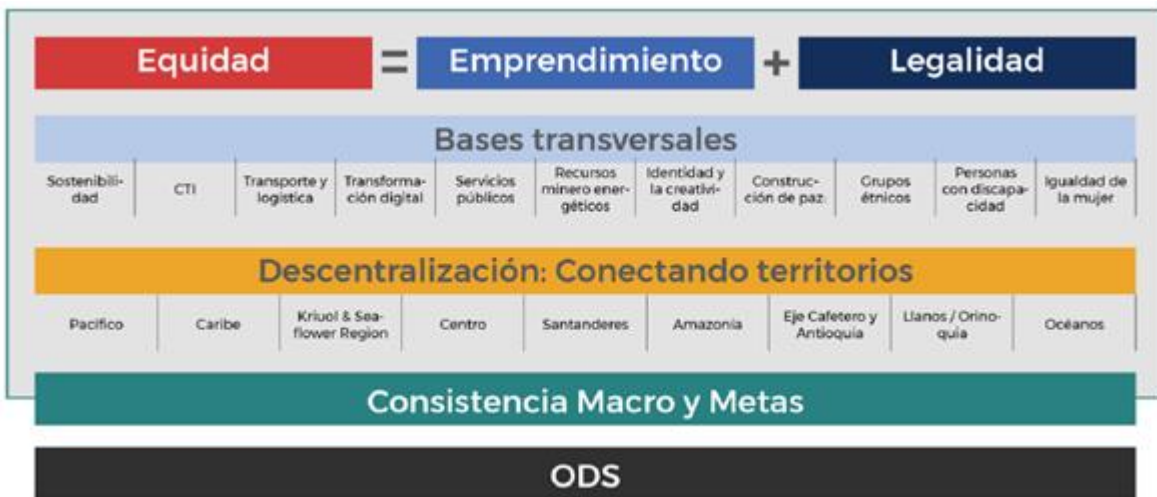 Equidad = Emprendimiento + Legalidad
Bases transversales
Sostenibili-
dad
CTI
Transporte y
logística
Transforma-
ción digital
Servicios
públicos
Recursos
minero ener-
géticos
Identidad y
la creativi-
dad
Construc-
ción de paz.
Grupos
étnicos
Personas
con discapa-
cidad
Igualdad de
la mujer
Descentralización: Conectando territorios
Pacífico
Caribe
Kriuol & Sea-
flower Region
Centro
Santanderes
Amazonía
Eje Cafetero y
Antioquía
Llanos / Orino-
quía
Océanos
Consistencia Macro y Metas
ODS